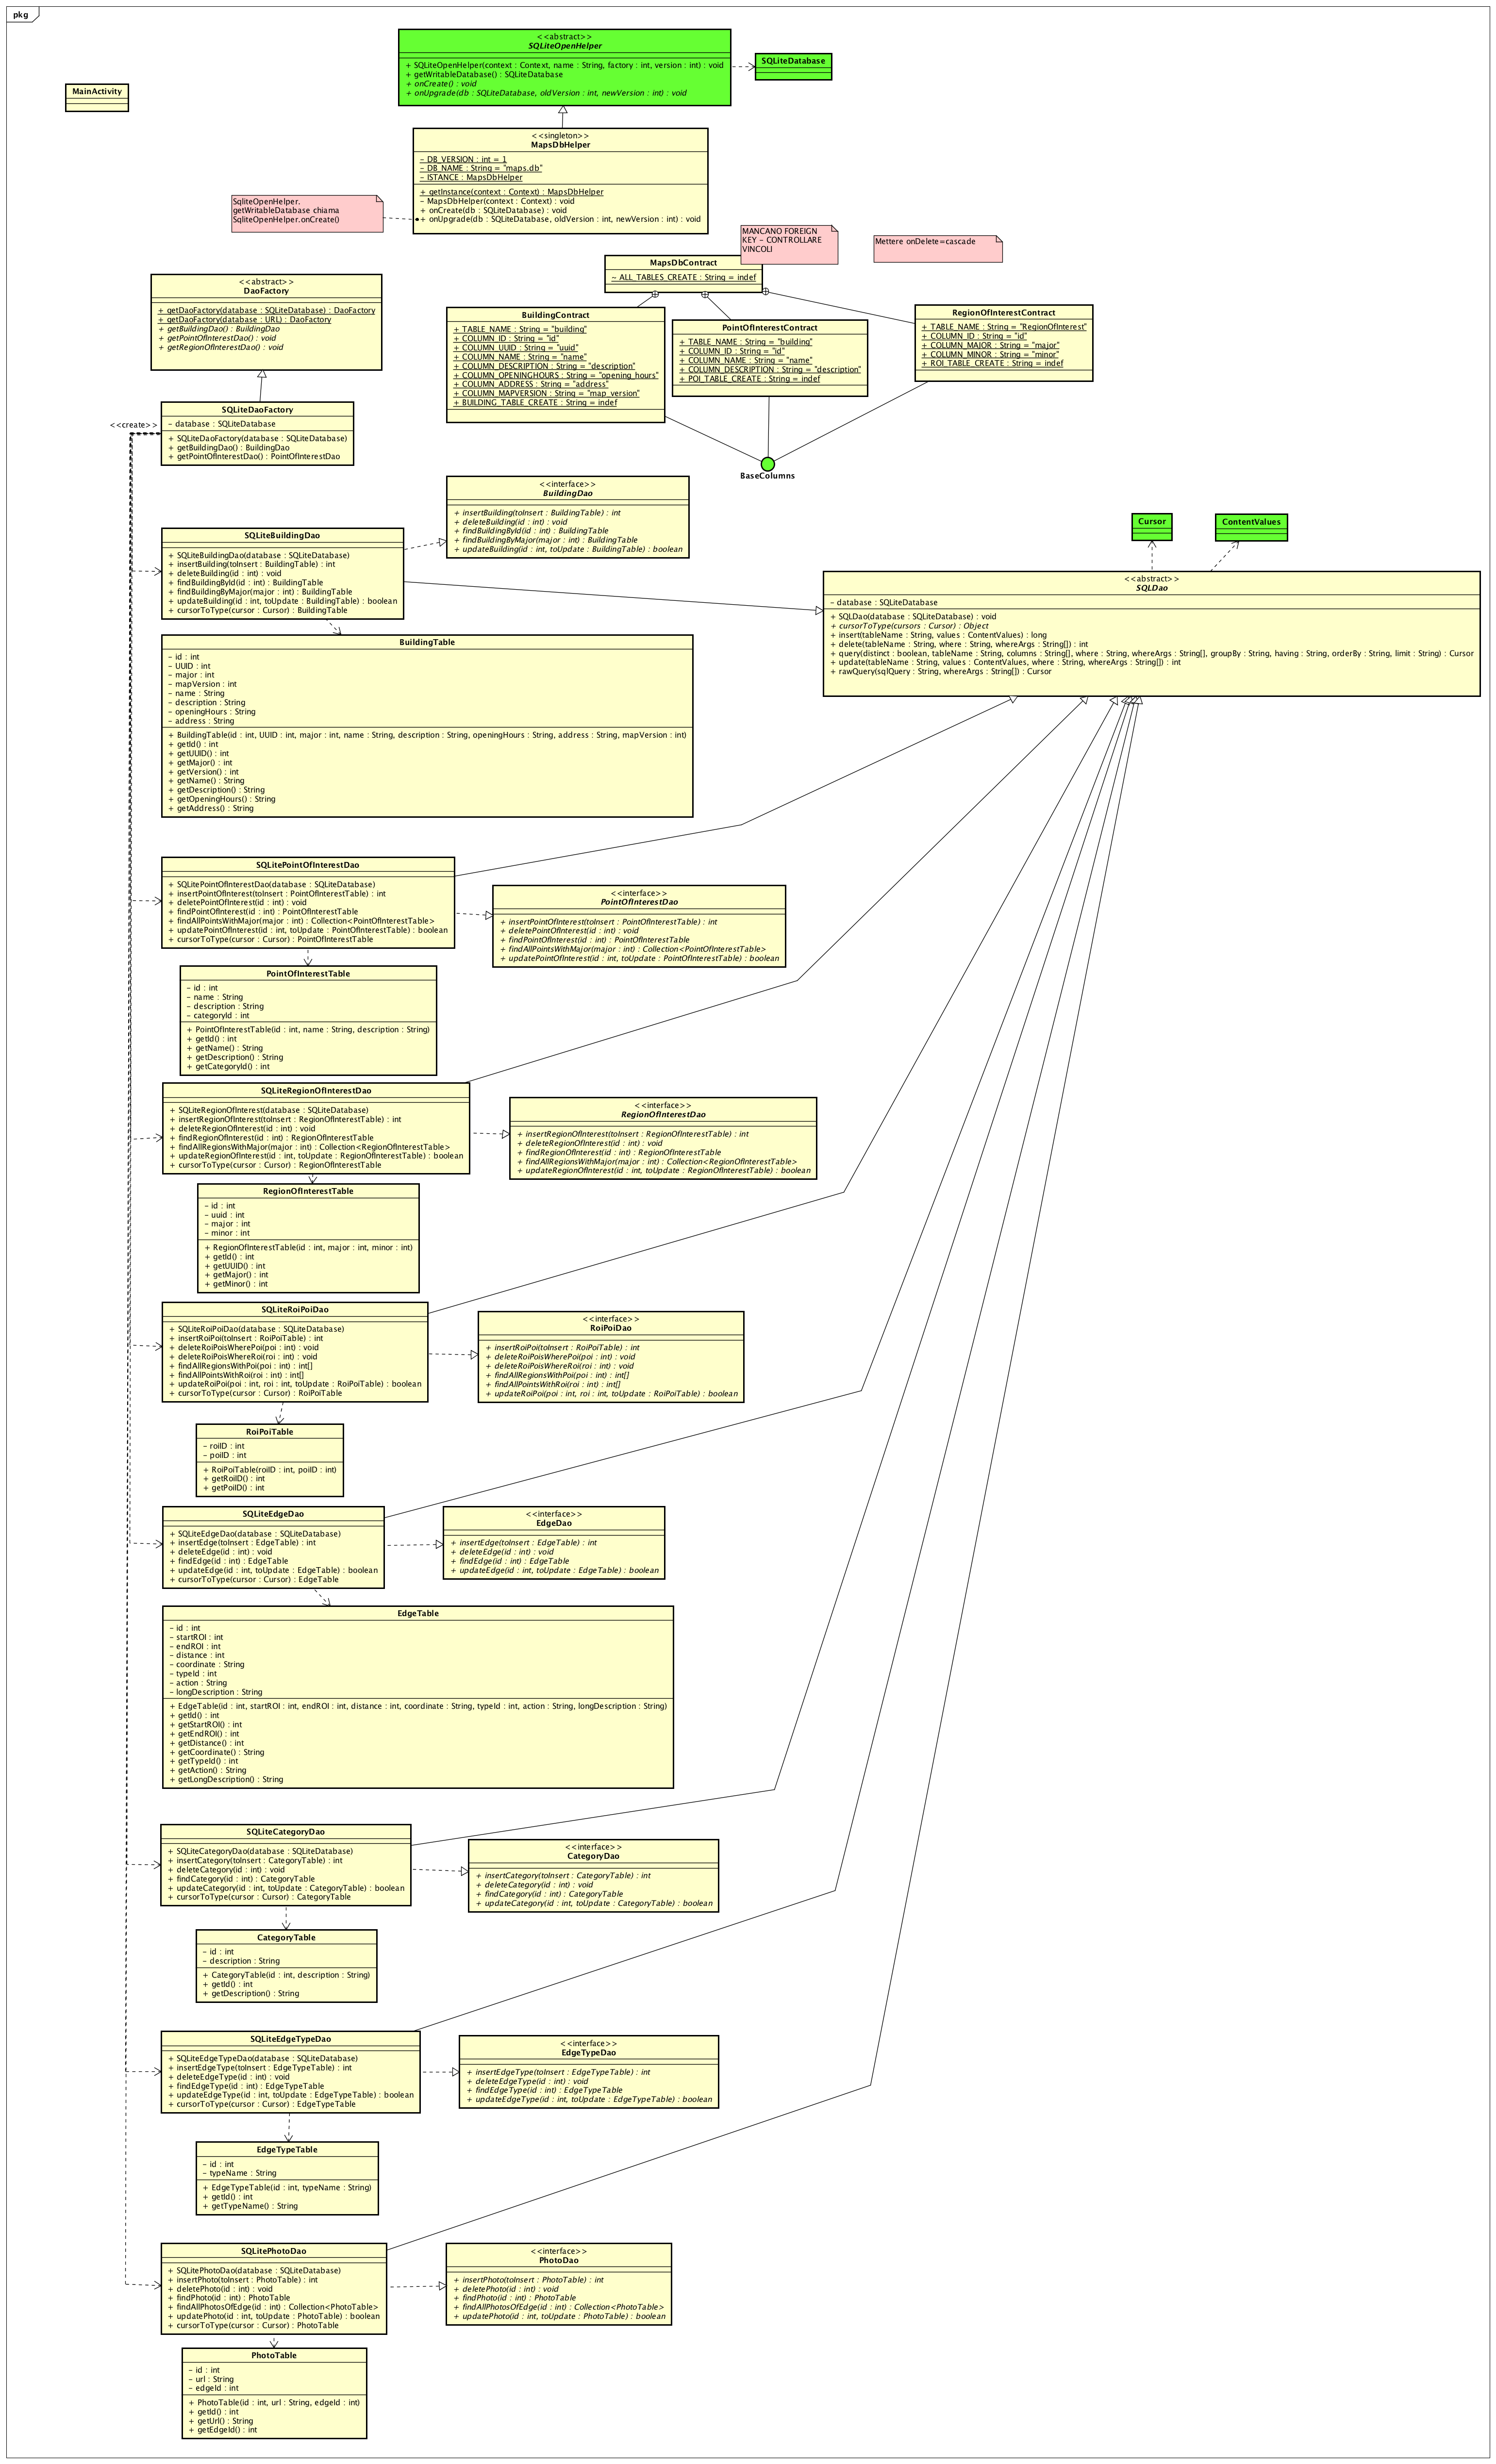 pkg
<<abstract>>
SQLiteOpenHelper
+ SQLiteOpenHelper(context : Context, name : String, factory : int, version : int) : void
+ getWritableDatabase() : SQLiteDatabase
+ onCreate() : void
+ onUpgrade(db : SQLiteDatabase, oldVersion : int, newVersion : int) : void
SQLiteDatabase
MainActivity
<<singleton>>
MapsDbHelper
- DB_VERSION : int = 1
- DB_NAME : String = "maps.db"
- ISTANCE : MapsDbHelper
+ getInstance(context : Context) : MapsDbHelper
- MapsDbHelper(context : Context) : void
+ onCreate(db : SQLiteDatabase) : void
+ onUpgrade(db : SQLiteDatabase, oldVersion : int, newVersion : int) : void
SqliteOpenHelper.
getWritableDatabase chiama
SqliteOpenHelper.onCreate()
MANCANO FOREIGN
KEY - CONTROLLARE
VINCOLI
Mettere onDelete=cascade
MapsDbContract
- ALL_TABLES_CREATE : String = indef
<<abstract>>
DaoFactory
+ getDaoFactory(database : SQLiteDatabase) : DaoFactory
+ getDaoFactory(database : URL) : DaoFactory
+ getBuildingDao() : BuildingDao
+ getPointOfInterestDao() : void
+ getRegionOfInterestDao() : void
BuildingContract
+ TABLE_NAME : String = "building"
+ COLUMN_ID : String = "id"
+ COLUMN_UUID : String = "uuid"
+ COLUMN_NAME : String = "name"
+ COLUMN_DESCRIPTION : String = "description"
+ COLUMN_OPENINGHOURS : String = "opening_hours"
+ COLUMN_ADDRESS : String = "address"
+ COLUMN_MAPVERSION : String = "map_version"
+ BUILDING_TABLE_CREATE : String = indef
PointOfInterestContract
+ TABLE_NAME : String = "building"
+ COLUMN_ID : String = "id"
+ COLUMN_NAME : String = "name"
+ COLUMN_DESCRIPTION : String = "description"
+ POI_TABLE_CREATE : String = indef
RegionOfInterestContract
+ TABLE_NAME : String = "RegionOfInterest"
+ COLUMN_ID : String = "id"
+ COLUMN_MAJOR : String = "major"
+ COLUMN_MINOR : String = "minor"
+ ROI_TABLE_CREATE : String = indef
BaseColumns
SQLiteDaoFactory
- database : SQLiteDatabase
+ SQLiteDaoFactory(database : SQLiteDatabase)
+ getBuildingDao() : BuildingDao
+ getPointOfInterestDao() : PointOfInterestDao
<<create>>
<<interface>>
BuildingDao
+ insertBuilding(toInsert : BuildingTable) : int
+ deleteBuilding(id : int) : void
+ findBuildingById(id : int) : BuildingTable
+ findBuildingByMajor(major : int) : BuildingTable
+ updateBuilding(id : int, toUpdate : BuildingTable) : boolean
SQLiteBuildingDao
+ SQLiteBuildingDao(database : SQLiteDatabase)
+ insertBuilding(toInsert : BuildingTable) : int
+ deleteBuilding(id : int) : void
+ findBuildingById(id : int) : BuildingTable
+ findBuildingByMajor(major : int) : BuildingTable
+ updateBuilding(id : int, toUpdate : BuildingTable) : boolean
+ cursorToType(cursor : Cursor) : BuildingTable
Cursor
ContentValues
<<abstract>>
SQLDao
- database : SQLiteDatabase
+ SQLDao(database : SQLiteDatabase) : void
+ cursorToType(cursors : Cursor) : Object
+ insert(tableName : String, values : ContentValues) : long
+ delete(tableName : String, where : String, whereArgs : String[]) : int
+ query(distinct : boolean, tableName : String, columns : String[], where : String, whereArgs : String[], groupBy : String, having : String, orderBy : String, limit : String) : Cursor
+ update(tableName : String, values : ContentValues, where : String, whereArgs : String[]) : int
+ rawQuery(sqlQuery : String, whereArgs : String[]) : Cursor
BuildingTable
- id : int
- UUID : int
- major : int
- mapVersion : int
- name : String
- description : String
- openingHours : String
- address : String
+ BuildingTable(id : int, UUID : int, major : int, name : String, description : String, openingHours : String, address : String, mapVersion : int)
+ getId() : int
+ getUUID() : int
+ getMajor() : int
+ getVersion() : int
+ getName() : String
+ getDescription() : String
+ getOpeningHours() : String
+ getAddress() : String
SQLitePointOfInterestDao
+ SQLitePointOfInterestDao(database : SQLiteDatabase)
+ insertPointOfInterest(toInsert : PointOfInterestTable) : int
+ deletePointOfInterest(id : int) : void
+ findPointOfInterest(id : int) : PointOfInterestTable
+ findAllPointsWithMajor(major : int) : Collection<PointOfInterestTable>
+ updatePointOfInterest(id : int, toUpdate : PointOfInterestTable) : boolean
+ cursorToType(cursor : Cursor) : PointOfInterestTable
<<interface>>
PointOfInterestDao
+ insertPointOfInterest(toInsert : PointOfInterestTable) : int
+ deletePointOfInterest(id : int) : void
+ findPointOfInterest(id : int) : PointOfInterestTable
+ findAllPointsWithMajor(major : int) : Collection<PointOfInterestTable>
+ updatePointOfInterest(id : int, toUpdate : PointOfInterestTable) : boolean
PointOfInterestTable
- id : int
- name : String
- description : String
- categoryId : int
+ PointOfInterestTable(id : int, name : String, description : String)
+ getId() : int
+ getName() : String
+ getDescription() : String
+ getCategoryId() : int
SQLiteRegionOfInterestDao
+ SQLiteRegionOfInterest(database : SQLiteDatabase)
+ insertRegionOfInterest(toInsert : RegionOfInterestTable) : int
+ deleteRegionOfInterest(id : int) : void
+ findRegionOfInterest(id : int) : RegionOfInterestTable
+ findAllRegionsWithMajor(major : int) : Collection<RegionOfInterestTable>
+ updateRegionOfInterest(id : int, toUpdate : RegionOfInterestTable) : boolean
+ cursorToType(cursor : Cursor) : RegionOfInterestTable
<<interface>>
RegionOfInterestDao
+ insertRegionOfInterest(toInsert : RegionOfInterestTable) : int
+ deleteRegionOfInterest(id : int) : void
+ findRegionOfInterest(id : int) : RegionOfInterestTable
+ findAllRegionsWithMajor(major : int) : Collection<RegionOfInterestTable>
+ updateRegionOfInterest(id : int, toUpdate : RegionOfInterestTable) : boolean
RegionOfInterestTable
- id : int
- uuid : int
- major : int
- minor : int
+ RegionOfInterestTable(id : int, major : int, minor : int)
+ getId() : int
+ getUUID() : int
+ getMajor() : int
+ getMinor() : int
SQLiteRoiPoiDao
+ SQLiteRoiPoiDao(database : SQLiteDatabase)
+ insertRoiPoi(toInsert : RoiPoiTable) : int
+ deleteRoiPoisWherePoi(poi : int) : void
+ deleteRoiPoisWhereRoi(roi : int) : void
+ findAllRegionsWithPoi(poi : int) : int[]
+ findAllPointsWithRoi(roi : int) : int[]
+ updateRoiPoi(poi : int, roi : int, toUpdate : RoiPoiTable) : boolean
+ cursorToType(cursor : Cursor) : RoiPoiTable
<<interface>>
RoiPoiDao
+ insertRoiPoi(toInsert : RoiPoiTable) : int
+ deleteRoiPoisWherePoi(poi : int) : void
+ deleteRoiPoisWhereRoi(roi : int) : void
+ findAllRegionsWithPoi(poi : int) : int[]
+ findAllPointsWithRoi(roi : int) : int[]
+ updateRoiPoi(poi : int, roi : int, toUpdate : RoiPoiTable) : boolean
RoiPoiTable
- roiID : int
- poiID : int
+ RoiPoiTable(roiID : int, poiID : int)
+ getRoiID() : int
+ getPoiID() : int
SQLiteEdgeDao
+ SQLiteEdgeDao(database : SQLiteDatabase)
+ insertEdge(toInsert : EdgeTable) : int
+ deleteEdge(id : int) : void
+ findEdge(id : int) : EdgeTable
+ updateEdge(id : int, toUpdate : EdgeTable) : boolean
+ cursorToType(cursor : Cursor) : EdgeTable
<<interface>>
EdgeDao
+ insertEdge(toInsert : EdgeTable) : int
+ deleteEdge(id : int) : void
+ findEdge(id : int) : EdgeTable
+ updateEdge(id : int, toUpdate : EdgeTable) : boolean
EdgeTable
- id : int
- startROI : int
- endROI : int
- distance : int
- coordinate : String
- typeId : int
- action : String
- longDescription : String
+ EdgeTable(id : int, startROI : int, endROI : int, distance : int, coordinate : String, typeId : int, action : String, longDescription : String)
+ getId() : int
+ getStartROI() : int
+ getEndROI() : int
+ getDistance() : int
+ getCoordinate() : String
+ getTypeId() : int
+ getAction() : String
+ getLongDescription() : String
SQLiteCategoryDao
+ SQLiteCategoryDao(database : SQLiteDatabase)
+ insertCategory(toInsert : CategoryTable) : int
+ deleteCategory(id : int) : void
+ findCategory(id : int) : CategoryTable
+ updateCategory(id : int, toUpdate : CategoryTable) : boolean
+ cursorToType(cursor : Cursor) : CategoryTable
<<interface>>
CategoryDao
+ insertCategory(toInsert : CategoryTable) : int
+ deleteCategory(id : int) : void
+ findCategory(id : int) : CategoryTable
+ updateCategory(id : int, toUpdate : CategoryTable) : boolean
CategoryTable
- id : int
- description : String
+ CategoryTable(id : int, description : String)
+ getId() : int
+ getDescription() : String
SQLiteEdgeTypeDao
+ SQLiteEdgeTypeDao(database : SQLiteDatabase)
+ insertEdgeType(toInsert : EdgeTypeTable) : int
+ deleteEdgeType(id : int) : void
+ findEdgeType(id : int) : EdgeTypeTable
+ updateEdgeType(id : int, toUpdate : EdgeTypeTable) : boolean
+ cursorToType(cursor : Cursor) : EdgeTypeTable
<<interface>>
EdgeTypeDao
+ insertEdgeType(toInsert : EdgeTypeTable) : int
+ deleteEdgeType(id : int) : void
+ findEdgeType(id : int) : EdgeTypeTable
+ updateEdgeType(id : int, toUpdate : EdgeTypeTable) : boolean
EdgeTypeTable
- id : int
- typeName : String
+ EdgeTypeTable(id : int, typeName : String)
+ getId() : int
+ getTypeName() : String
SQLitePhotoDao
+ SQLitePhotoDao(database : SQLiteDatabase)
+ insertPhoto(toInsert : PhotoTable) : int
+ deletePhoto(id : int) : void
+ findPhoto(id : int) : PhotoTable
+ findAllPhotosOfEdge(id : int) : Collection<PhotoTable>
+ updatePhoto(id : int, toUpdate : PhotoTable) : boolean
+ cursorToType(cursor : Cursor) : PhotoTable
<<interface>>
PhotoDao
+ insertPhoto(toInsert : PhotoTable) : int
+ deletePhoto(id : int) : void
+ findPhoto(id : int) : PhotoTable
+ findAllPhotosOfEdge(id : int) : Collection<PhotoTable>
+ updatePhoto(id : int, toUpdate : PhotoTable) : boolean
PhotoTable
- id : int
- url : String
- edgeId : int
+ PhotoTable(id : int, url : String, edgeId : int)
+ getId() : int
+ getUrl() : String
+ getEdgeId() : int